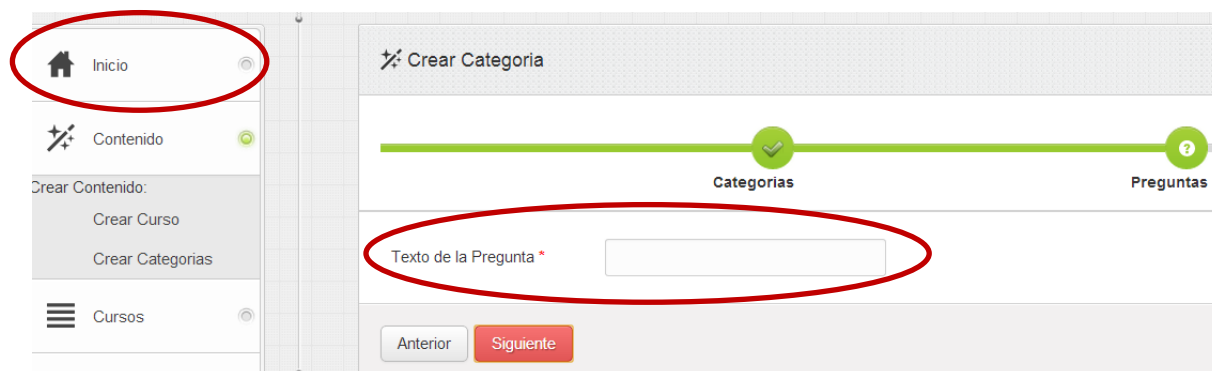 Inicio
Contenido
Crear Contenido:
Crear Curso
Crear Categorias
Cursos
Crear Categoria
Categorias
Preguntas
Texto de la Pregunta *
Anterior
Siguiente